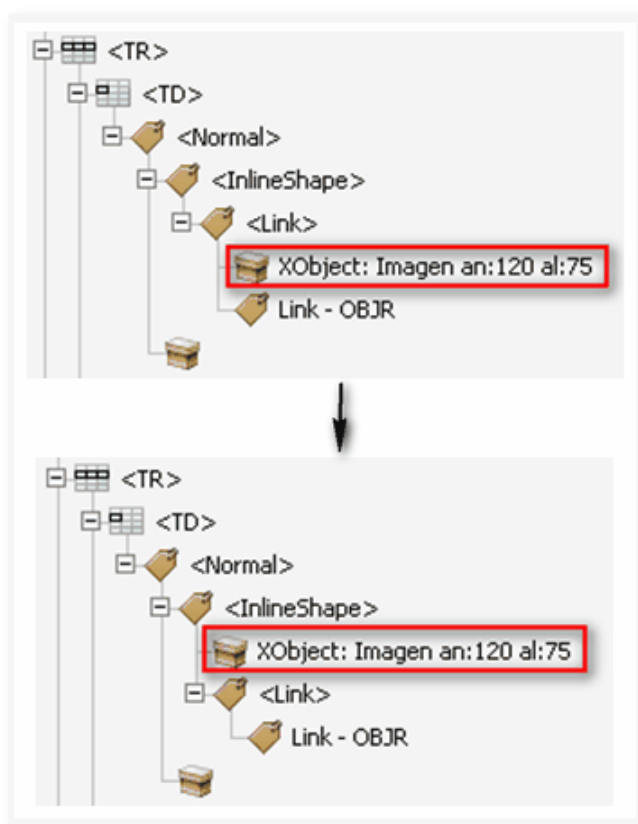 <TR>
<TD>
<Normal>
<InlineShape>
<Link>
XObject: Imagen an:120 al:75
Link - OBJR
<TR>
<TD>
<Normal>
<InlineShape>
XObject: Imagen an:120 al:75
<Link>
Link - OBJR